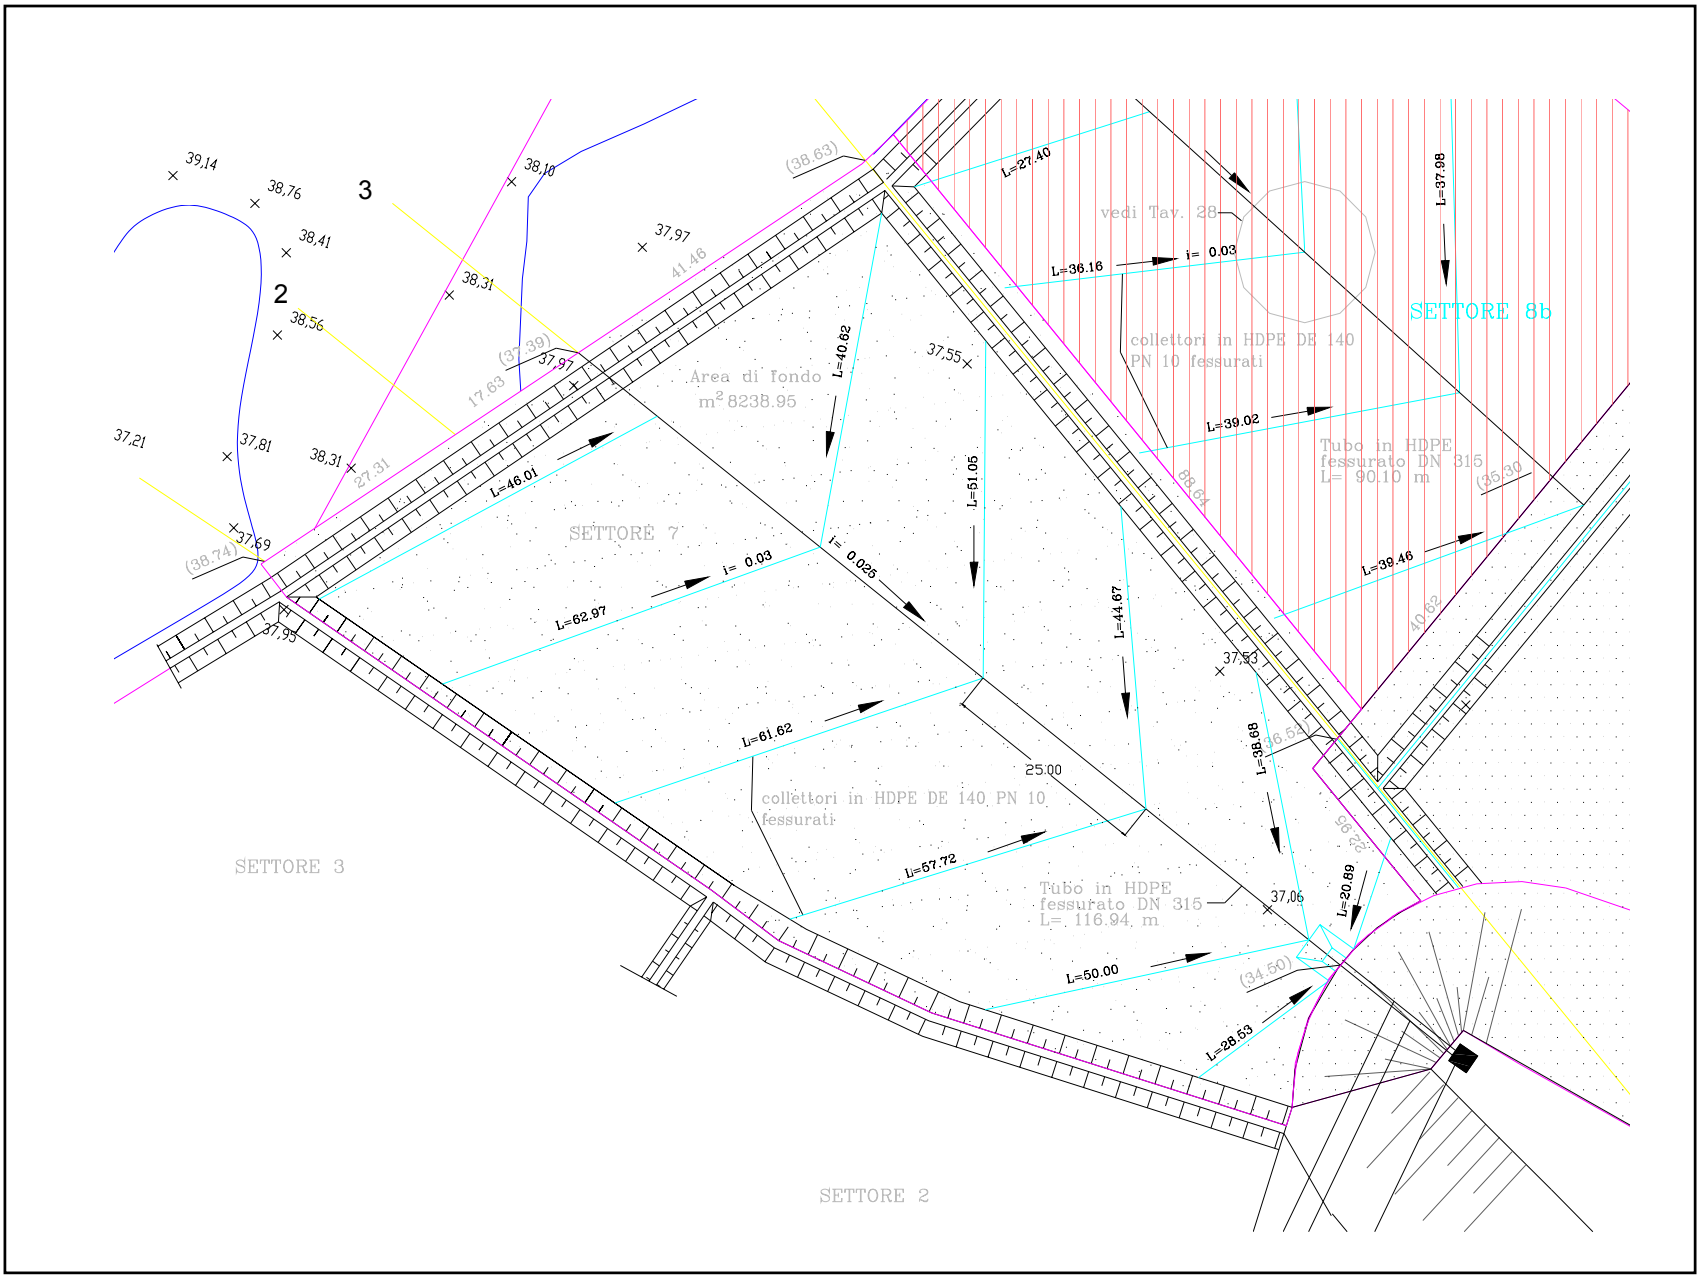 39,14
38,76
38,41
3
38,10
(38.63)
37,97
41.46
2
38,31
38,56
(37.39)
37,97
17.63
37,21
37,81
38,31
27.31
37,69
(38.74)
37,95
L=27.40
L=37.98
vedi Tav. 28
L=36.16
i= 0.03
SETTORE 8b
collettori in HDPE DE 140
PN 10 fessurati
L=39.02
Tubo in HDPE
fessurato DN 315
L= 90.10 m
(35.30
88.64
L=39.46
40.62
L=40.62
37,55
Area di fondo
m² 8238.95
L=46.01
L=51.05
SETTORE 7
i= 0.03
i= 0.025
L=62.97
L=44.67
37,53
L=61.62
L=38.68
(36.52)
25.00
collettori in HDPE DE 140 PN 10
fessurati
22.95
L=57.72
L=20.89
Tubo in HDPE
fessurato DN 315
L= 116.94 m
37,06
L=50.00
(34.50)
L=28.53
SETTORE 3
SETTORE 2